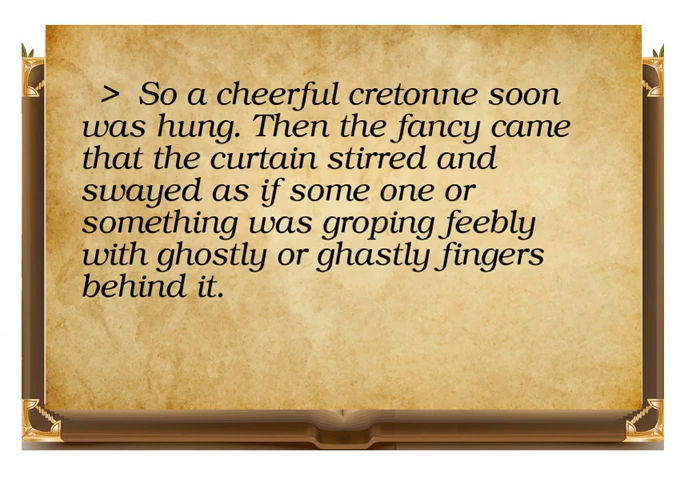 > So a cheerful cretonne soon
was hung. Then the fancy came
that the curtain stirred and
swayed as if some one or
something was groping feebly
with ghostly or ghastly fingers
behind it.